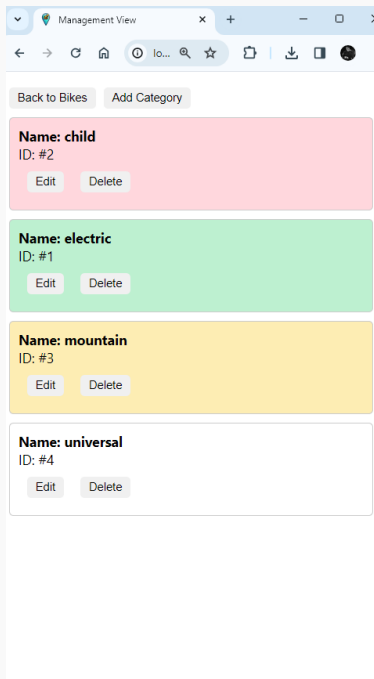 Management View
lo...
Back to Bikes Add Category
Name: child
ID: #2
Edit Delete
Name: electric
ID: #1
Edit Delete
Name: mountain
ID: #3
Edit Delete
Name: universal
ID: #4
Edit Delete